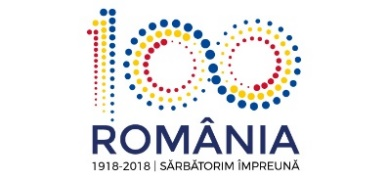 100
ROMÂNIA
1918-2018 | SĂRBĂTORIM ÎMPREUNĂ